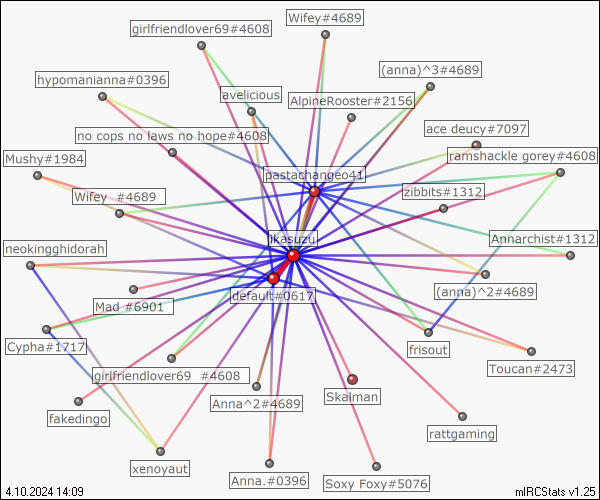 Wifey#4689
girlfriendlover69#4608
(anna)^3#4689
hypomanianna#0396
avelicious
AlpineRooster#2156
ace deucy#7097
no cops no laws no hope#4608
Mushy#1984
ramshackle gorey#4608
pastachangeo41
zibbits#1312
Wifey_#4689
Annarchist#1312
ikasuzu
neokingghidorah
(anna)^2#4689
default#0617
Mad_#6901
Cypha#1717
frisout
Toucan#2473
girlfriendlover69_#4608
Skalman
Anna^2#4689
fakedingo
rattgaming
xenoyaut
Anna.#0396
Soxy Foxy#5076
4.10.2024 14:09
mIRCStats v1.25